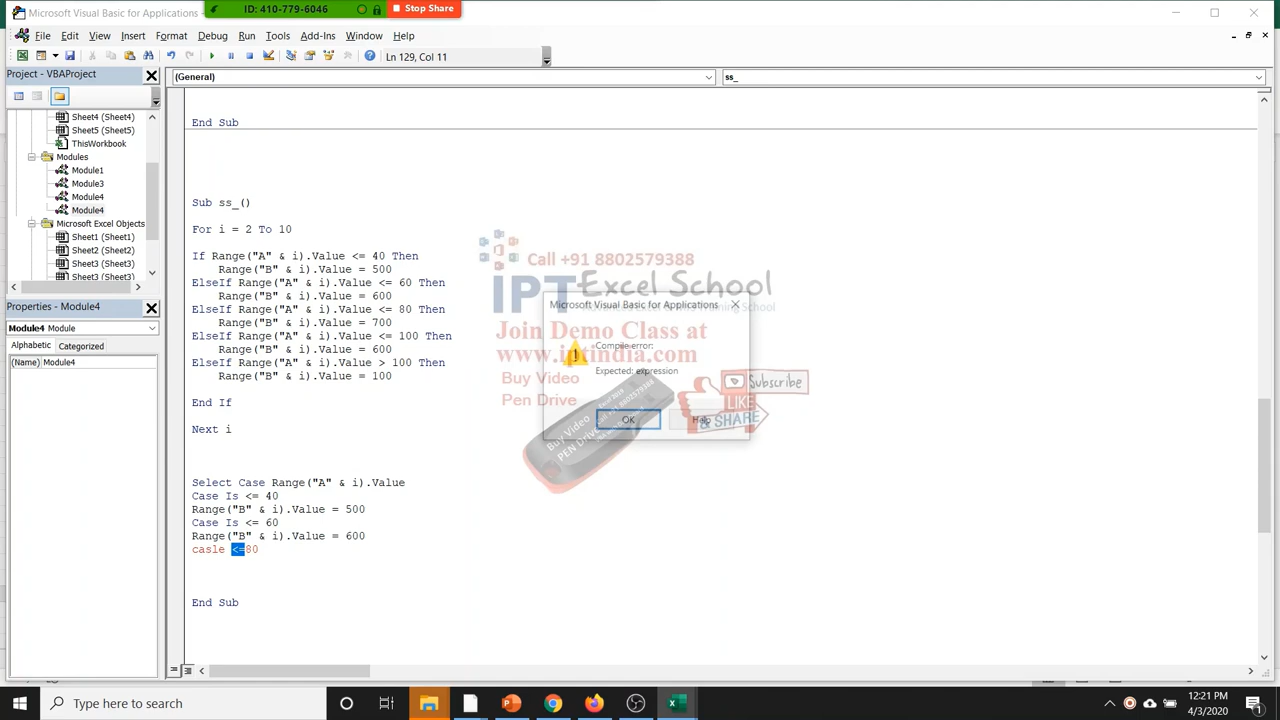 Microsoft Visual Basic for Applications -
ID: 410-779-6046
Stop Share
File Edit View Insert Format Debug Run Tools Add-Ins Window Help
Ln 129, Col 11
Project - VBAProject
(General)
ss_
Sheet4 (Sheet4)
Sheet5 (Sheet5)
ThisWorkbook
Modules
Module1
Module3
Module4
Module4
Microsoft Excel Objects
Sheet1 (Sheet1)
Sheet2 (Sheet2)
Sheet3 (Sheet3)
Sheet3 (Sheet3)
Properties - Module4
Module4 Module
Alphabetic Categorized
(Name) Module4
End Sub
Sub ss_()
For i = 2 To 10
If Range("A" & i).Value <= 40 Then
Range("B" & i).Value = 500
ElseIf Range("A" & i).Value <= 60 Then
Range("B" & i).Value = 600
ElseIf Range("A" & i).Value <= 80 Then
Range("B" & i).Value = 700
ElseIf Range("A" & i).Value <= 100 Then
Range("B" & i).Value = 600
ElseIf Range("A" & i).Value > 100 Then
Range("B" & i).Value = 100
End If
Next i
Select Case Range("A" & i).Value
Case Is <= 40
Range("B" & i).Value = 500
Case Is <= 60
Range("B" & i).Value = 600
casle <=80
End Sub
Call +91 8802579388
IPT Excel School
Join Demo Class at
www.iptindia.com
Buy Video
Pen Drive
Buy Video
PEN Drive
Subscribe
LIKE
& SHARE
Microsoft Visual Basic for Applications
Compile error:
Expected: expression
OK
Help
Type here to search
12:21 PM
4/3/2020
1